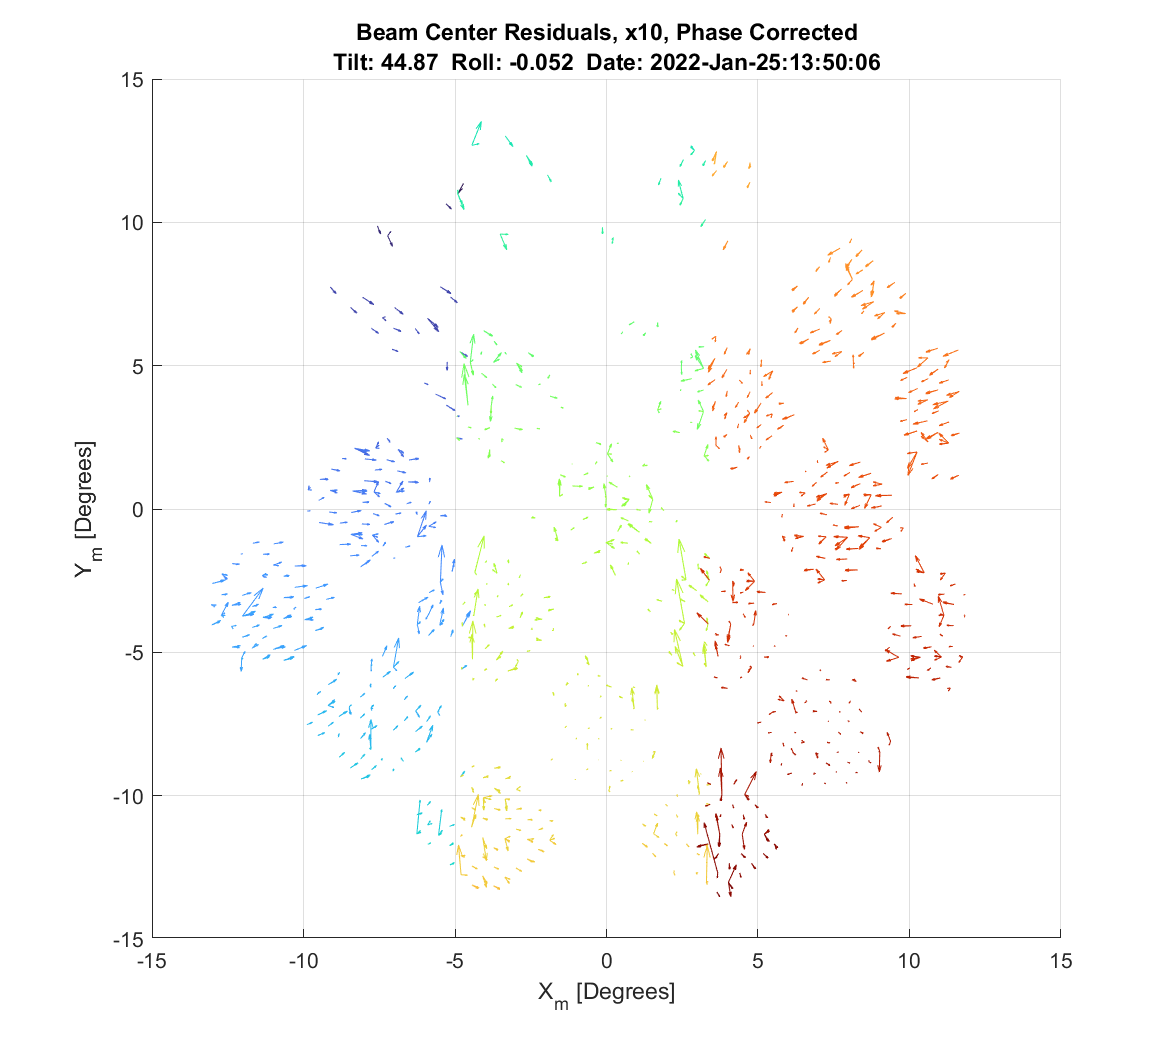 Beam Center Residuals, x10, Phase Corrected
Tilt: 44.87  Roll: -0.052  Date: 2022-Jan-25:13:50:06
15
10
5
0
-5
-10
-15
Y_m [Degrees]
-15 -10 -5 0 5 10 15
X_m [Degrees]